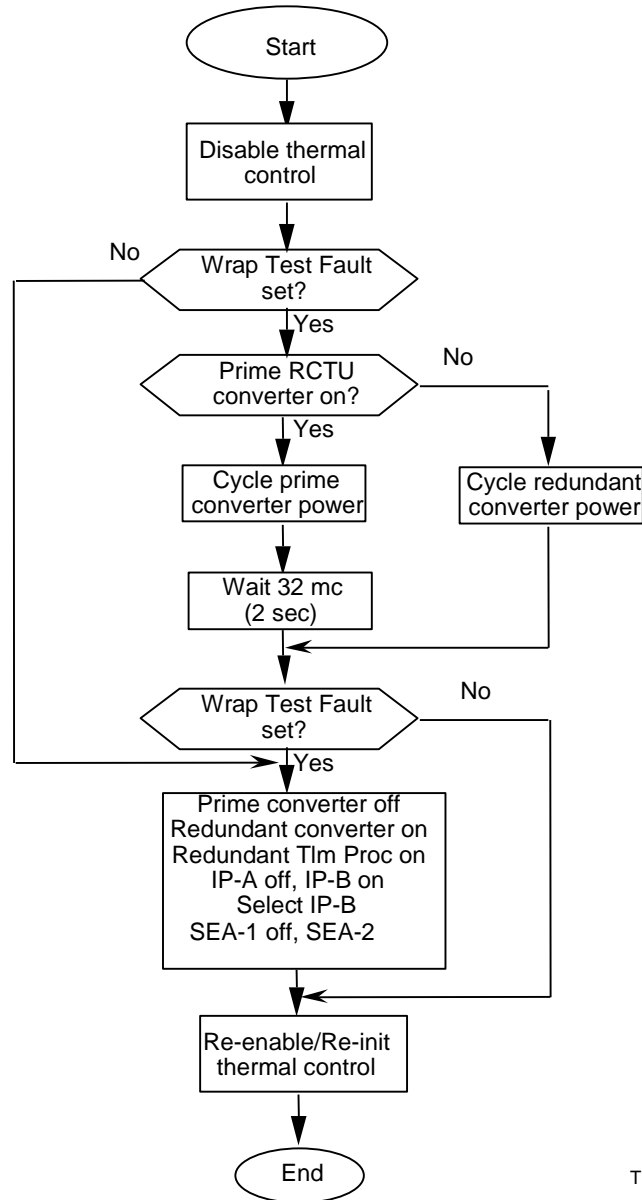 Start
Disable thermal
control
No
Wrap Test Fault
set?
Yes
No
Prime RCTU
converter on?
Yes
Cycle prime
converter power
Cycle redundant
converter power
Wait 32 mc
(2 sec)
No
Wrap Test Fault
set?
Yes
Prime converter off
Redundant converter on
Redundant Tlm Proc on
IP-A off, IP-B on
Select IP-B
SEA-1 off, SEA-2
Re-enable/Re-init
thermal control
End
T